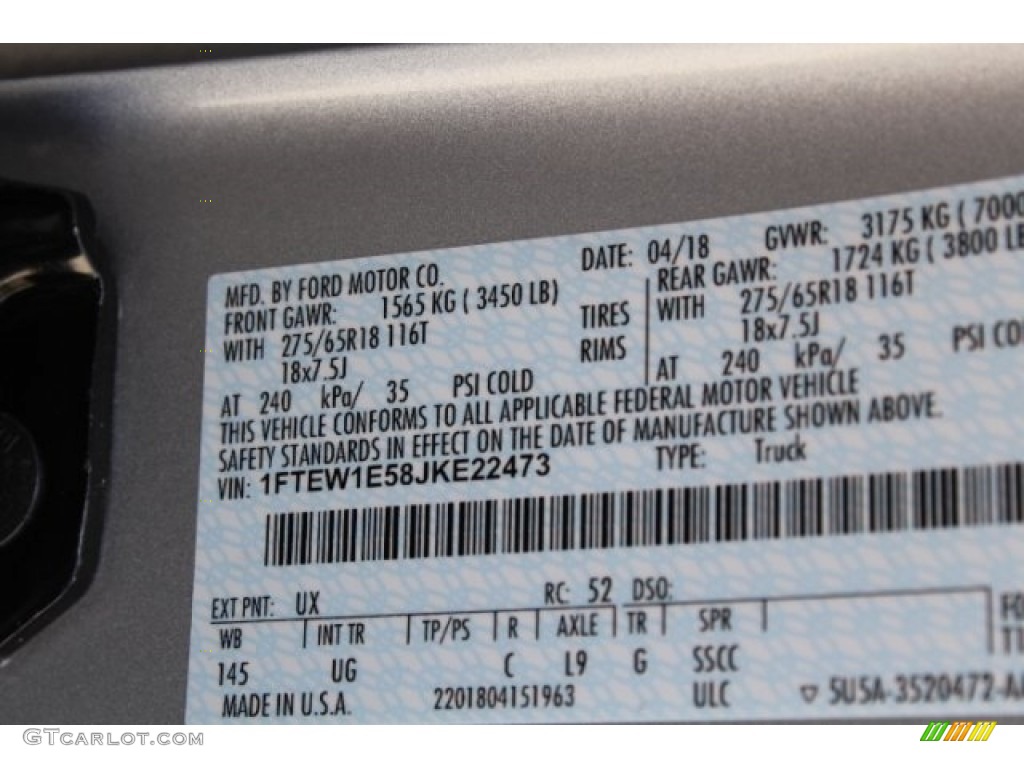 MFD. BY FORD MOTOR CO. DATE: 04/18 GVWR: 3175 KG ( 7000
FRONT GAWR: 1565 KG ( 3450 LB) REAR GAWR: 1724 KG ( 3800 LB
WITH 275/65R18 116T TIRES WITH 275/65R18 116T
18x7.5J RIMS 18x7.5J
AT 240 kPa/ 35 PSI COLD AT 240 kPa/ 35 PSI CO
THIS VEHICLE CONFORMS TO ALL APPLICABLE FEDERAL MOTOR VEHICLE
SAFETY STANDARDS IN EFFECT ON THE DATE OF MANUFACTURE SHOWN ABOVE.
VIN: 1FTEW1E58JKE22473 TYPE: Truck
EXT PNT: UX RC: 52 DSO:
WB INT TR TP/PS R AXLE TR SPR
145 UG C L9 G SSCC
MADE IN U.S.A. 2201804151963 ULC 5U5A-3520472-A
GTcarlot.com